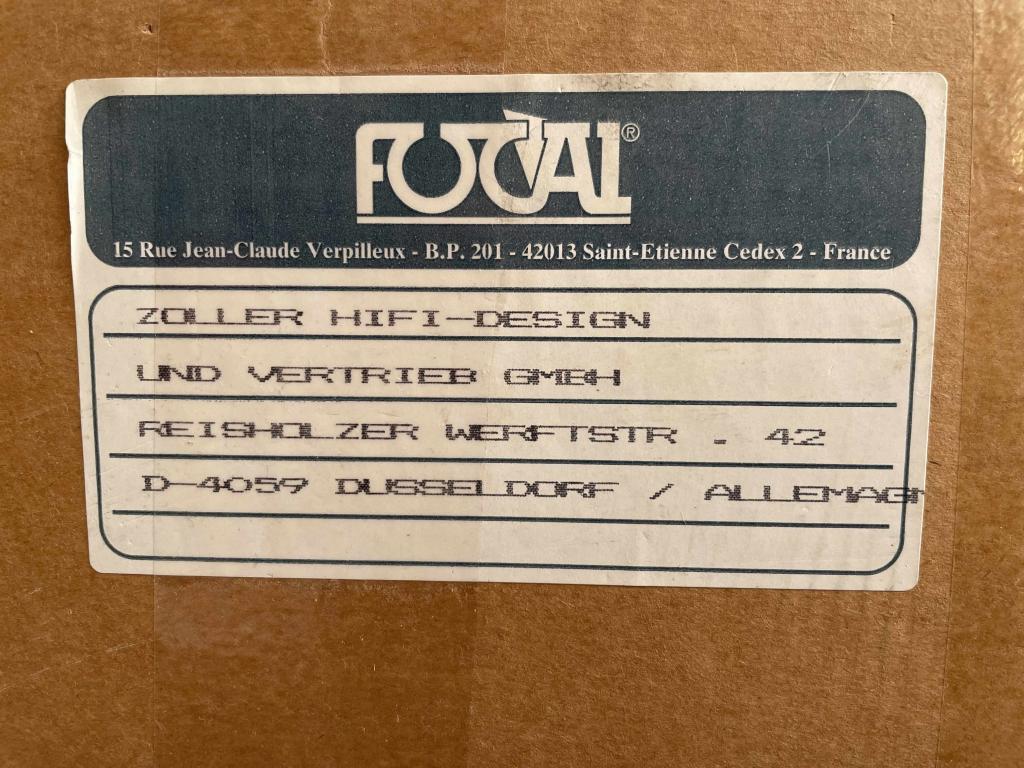 FOCAL®
15 Rue Jean-Claude Verpilleux - B.P. 201 - 42013 Saint-Etienne Cedex 2 - France
ZOLLER HIFI-DESIGN
UND VERTRIEB GMBH
REISHOLZER WERFTSTR . 42
D-4059 DUSSELDORF / ALLEMAGN